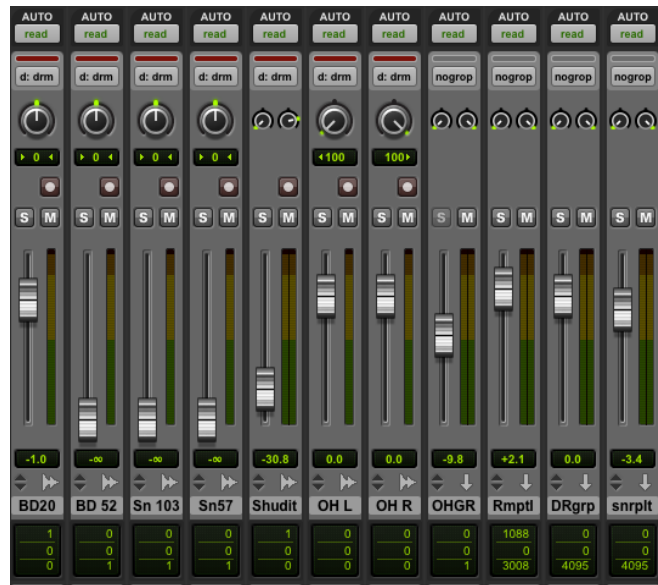 AUTO AUTO AUTO AUTO AUTO AUTO AUTO AUTO AUTO AUTO AUTO
read read read read read read read read read read read
d: drm d: drm d: drm d: drm d: drm d: drm d: drm nogrop nogrop nogrop nogrop
0 0 0 0 100 100
S M S M S M S M S M S M S M S M S M S M S M
-1.0 -∞ -∞ -∞ -30.8 0.0 0.0 -9.8 +2.1 0.0 -3.4
BD20 BD 52 Sn 103 Sn57 Shudit OH L OH R OHGR Rmptl DRgrp snrplt
1 0 0 0 1 0 0 0 1088 0 0
0 0 0 0 0 0 0 0 0 0 0
0 1 1 1 0 0 0 1 3008 4095 4095